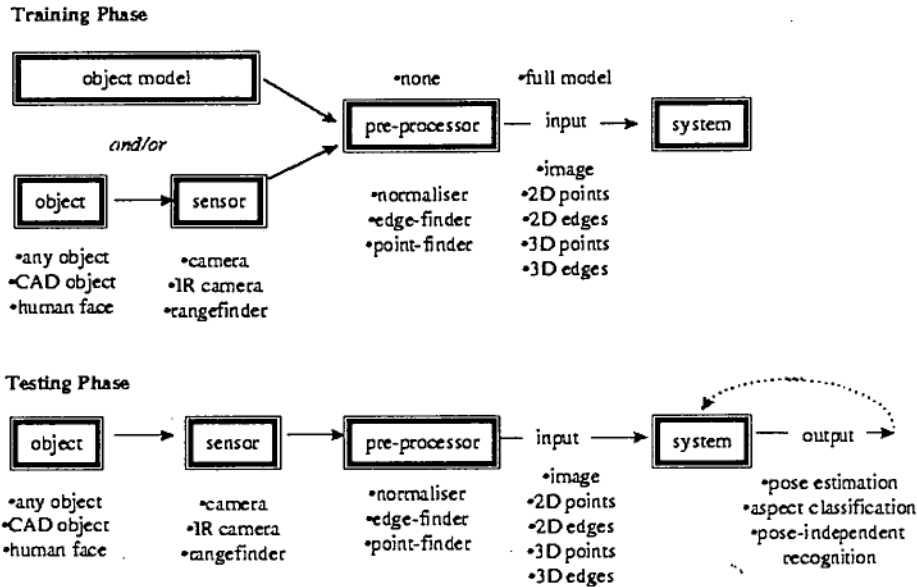 Training Phase
object model
•none
•full model
pre-processor
input
system
and/or
object
sensor
•any object
•CAD object
•human face
•camera
•IR camera
•rangefinder
•normaliser
•edge-finder
•point-finder
•image
•2D points
•2D edges
•3D points
•3D edges
Testing Phase
object
sensor
pre-processor
input
system
output
•any object
•CAD object
•human face
•camera
•IR camera
•rangefinder
•normaliser
•edge-finder
•point-finder
•image
•2D points
•2D edges
•3D points
•3D edges
•pose estimation
•aspect classification
•pose-independent
recognition